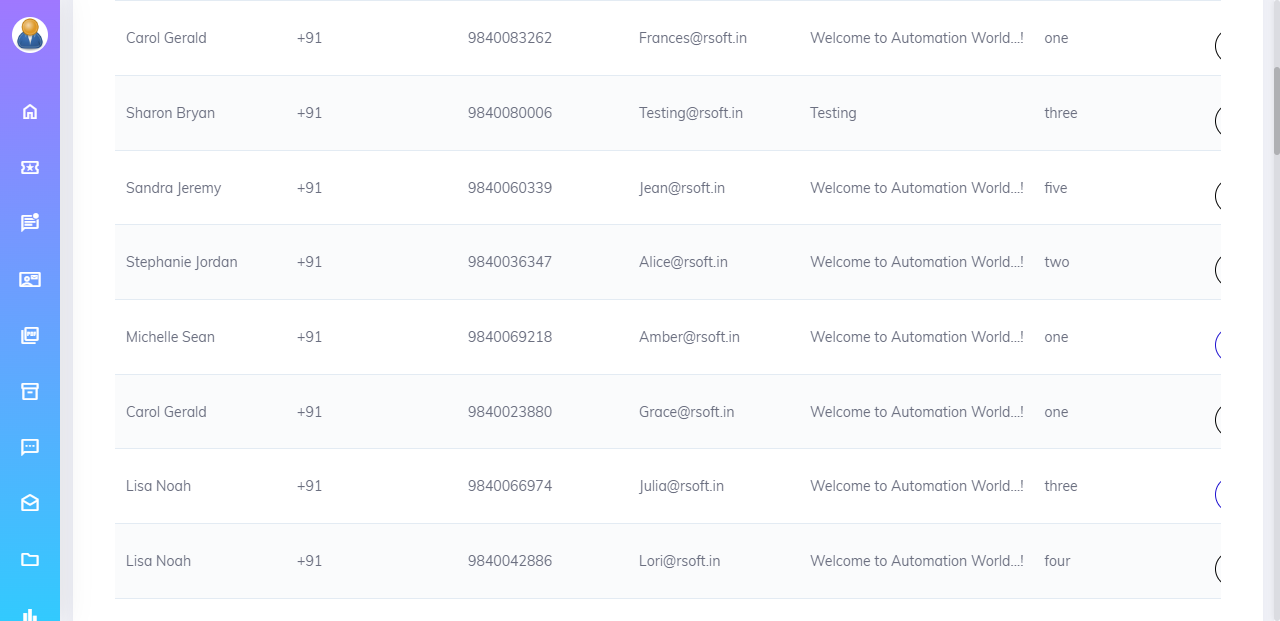 Carol Gerald +91 9840083262 Frances@rsoft.in Welcome to Automation World...! one
Sharon Bryan +91 9840080006 Testing@rsoft.in Testing three
Sandra Jeremy +91 9840060339 Jean@rsoft.in Welcome to Automation World...! five
Stephanie Jordan +91 9840036347 Alice@rsoft.in Welcome to Automation World...! two
Michelle Sean +91 9840069218 Amber@rsoft.in Welcome to Automation World...! one
Carol Gerald +91 9840023880 Grace@rsoft.in Welcome to Automation World...! one
Lisa Noah +91 9840066974 Julia@rsoft.in Welcome to Automation World...! three
Lisa Noah +91 9840042886 Lori@rsoft.in Welcome to Automation World...! four